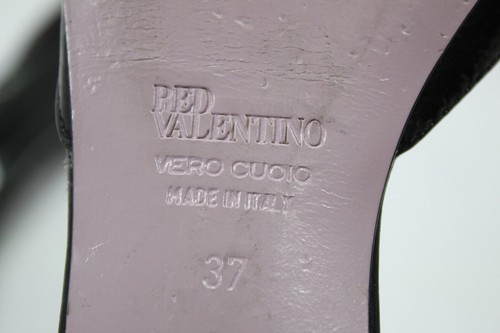 RED
VALENTINO
VERO CUOIO
MADE IN ITALY
37